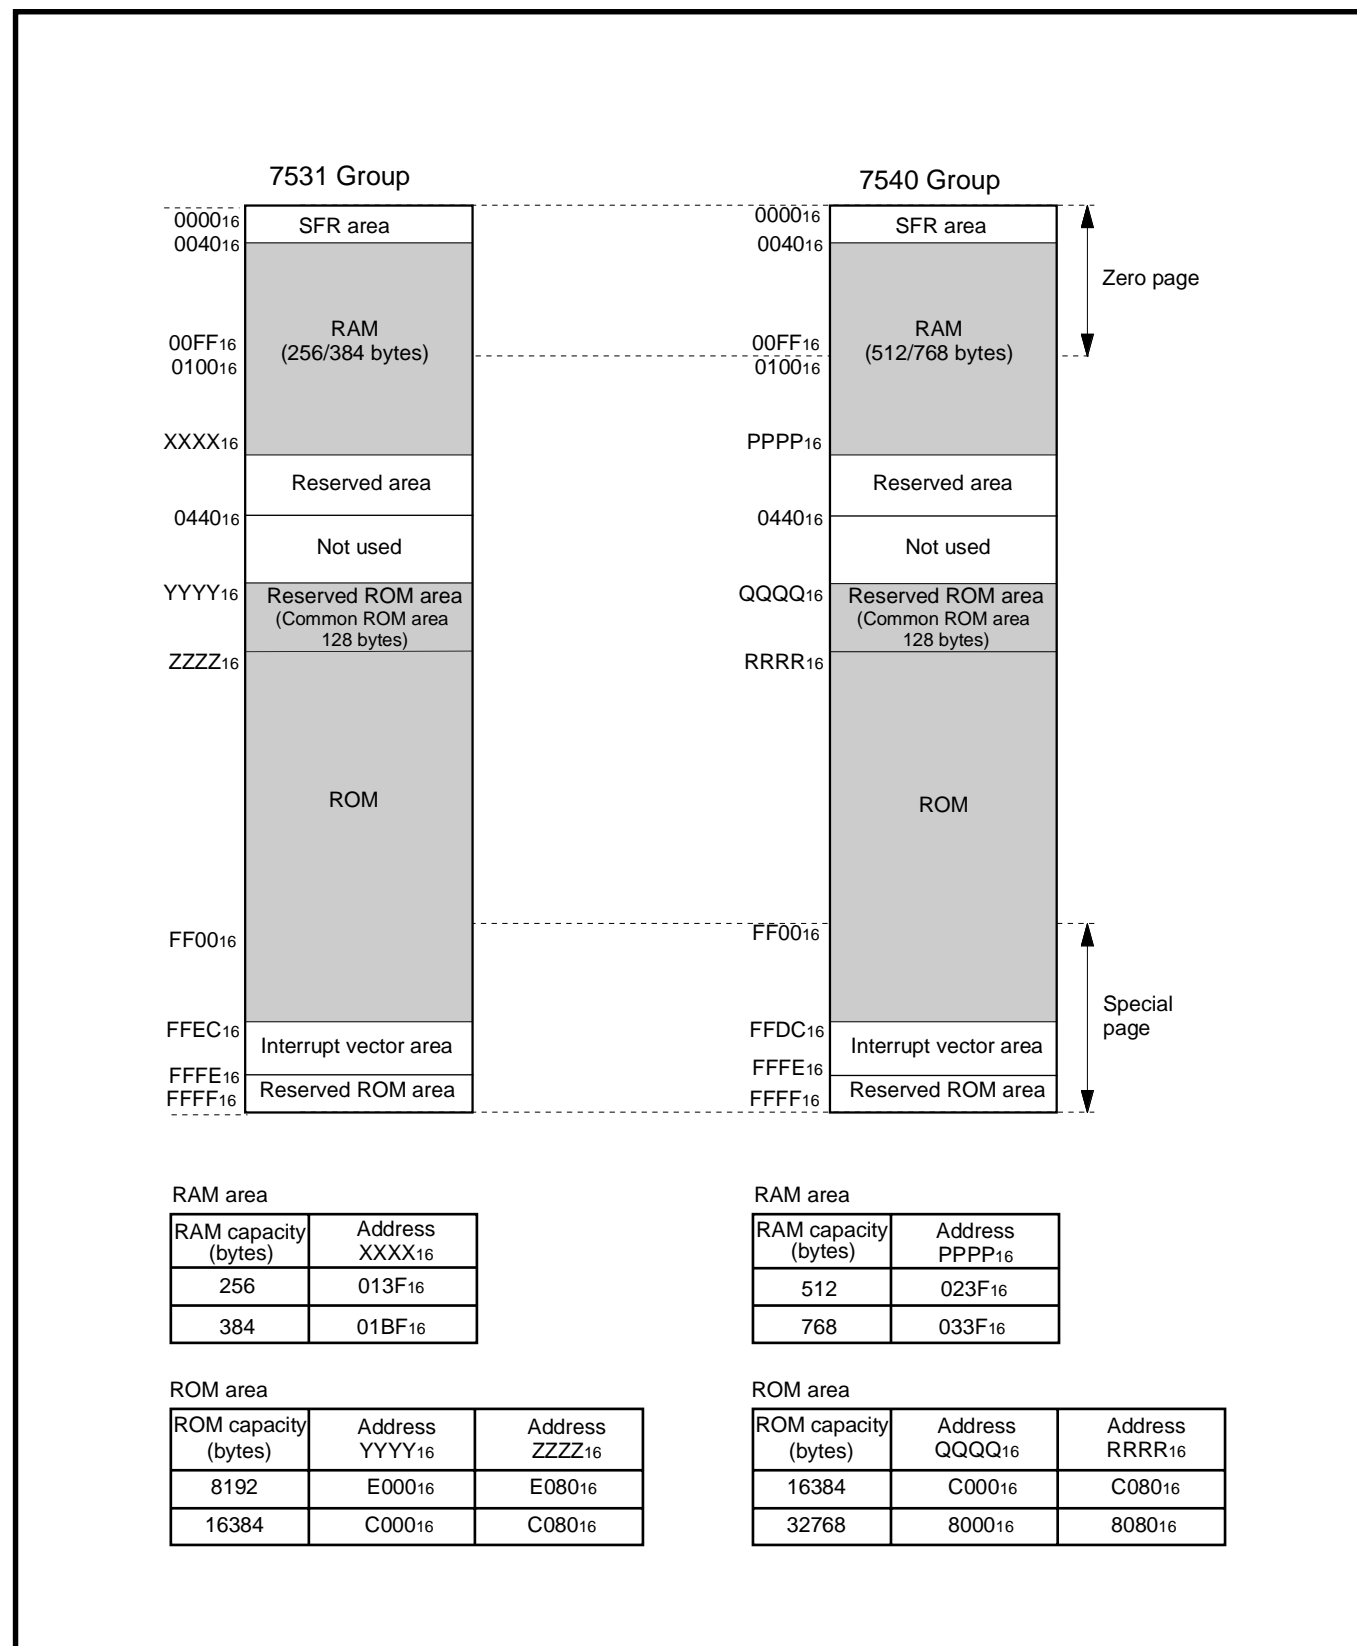 7531 Group
000016
SFR area
004016
RAM
(256/384 bytes)
00FF16
010016
XXXX16
Reserved area
044016
Not used
YYYY16
Reserved ROM area
(Common ROM area
128 bytes)
ZZZZ16
ROM
FF0016
FFEC16
Interrupt vector area
FFFE16
Reserved ROM area
FFFF16
7540 Group
000016
SFR area
004016
Zero page
RAM
(512/768 bytes)
00FF16
010016
PPPP16
Reserved area
044016
Not used
QQQQ16
Reserved ROM area
(Common ROM area
128 bytes)
RRRR16
ROM
FF0016
Special
page
FFDC16
Interrupt vector area
FFFE16
Reserved ROM area
FFFF16
RAM area
RAM capacity (bytes) Address XXXX16
256 013F16
384 01BF16
RAM area
RAM capacity (bytes) Address PPPP16
512 023F16
768 033F16
ROM area
ROM capacity (bytes) Address YYYY16 Address ZZZZ16
8192 E00016 E08016
16384 C00016 C08016
ROM area
ROM capacity (bytes) Address QQQQ16 Address RRRR16
16384 C00016 C08016
32768 800016 808016